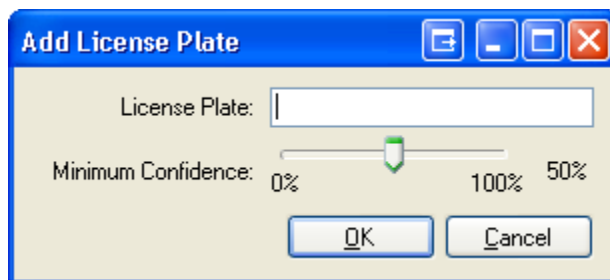 Add License Plate
License Plate:
Minimum Confidence:
0%
100%
50%
OK
Cancel